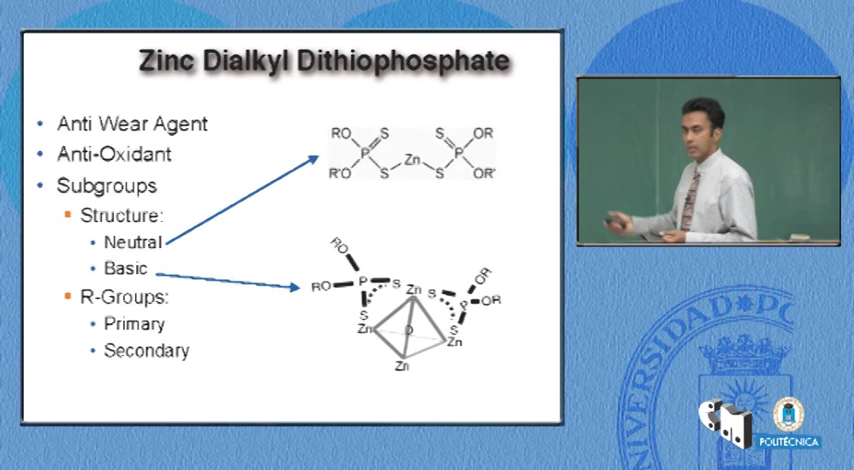 Zinc Dialkyl Dithiophosphate
• Anti Wear Agent
• Anti-Oxidant
• Subgroups
Structure:
• Neutral
• Basic
R-Groups:
• Primary
• Secondary
RO S S OR
P Zn P
R'O S S OR'
RO
RO P S Zn S P OR
OR
S S
Zn O Zn
Zn
UNIVERSIDAD PO
POLITÉCNICA